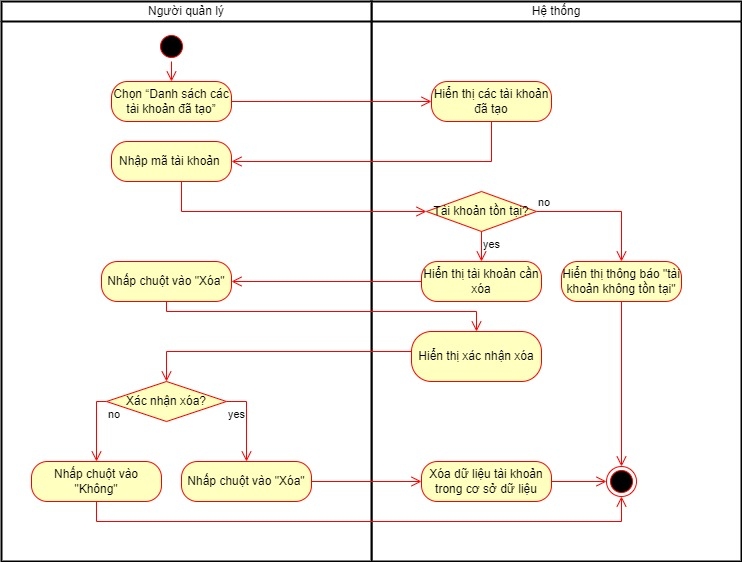 Người quản lý
Hệ thống
Chọn “Danh sách các
tài khoản đã tạo”
Hiển thị các tài khoản
đã tạo
Nhập mã tài khoản
Tài khoản tồn tại?
no
yes
Nhấp chuột vào "Xóa"
Hiển thị tài khoản cần
xóa
Hiển thị thông báo "tài
khoản không tồn tại"
Hiển thị xác nhận xóa
Xác nhận xóa?
no
yes
Nhấp chuột vào
"Không"
Nhấp chuột vào "Xóa"
Xóa dữ liệu tài khoản
trong cơ sở dữ liệu